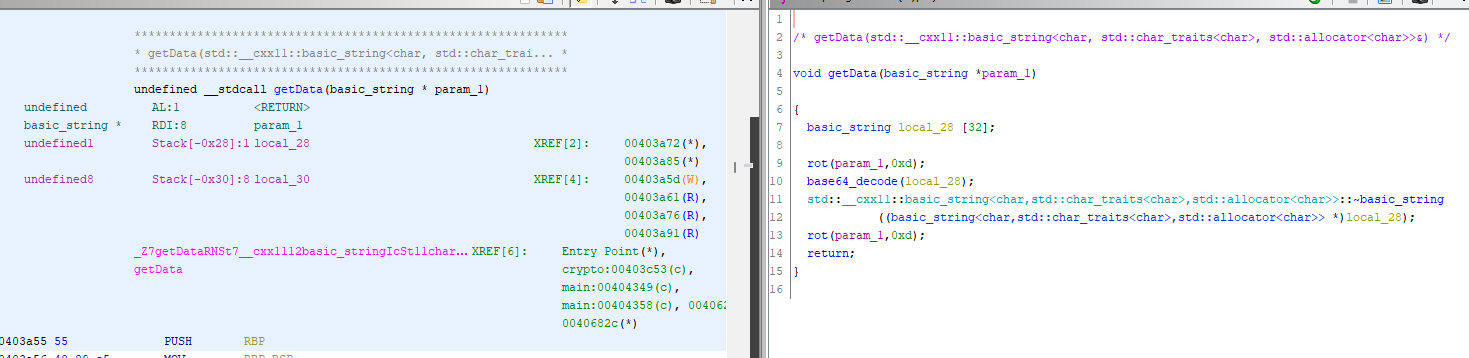 ************************************************************
* getData(std::__cxx11::basic_string<char, std::char_trai... *
************************************************************
undefined __stdcall getData(basic_string * param_1)
undefined AL:1 <RETURN>
basic_string * RDI:8 param_1
undefined1 Stack[-0x28]:1 local_28 XREF[2]: 00403a72(*),
00403a85(*)
undefined8 Stack[-0x30]:8 local_30 XREF[4]: 00403a5d(W),
00403a61(R),
00403a76(R),
00403a91(R)
_Z7getDataRNSt7__cxx1112basic_stringIcSt11char... XREF[6]: Entry Point(*),
getData crypto:00403c53(c),
main:00404349(c),
main:00404358(c), 004062
0040682c(*)
0403a55 55 PUSH RBP
1
2 /* getData(std::__cxx11::basic_string<char, std::char_traits<char>, std::allocator<char>>&) */
3
4 void getData(basic_string *param_1)
5
6 {
7 basic_string local_28 [32];
8
9 rot(param_1,0xd);
10 base64_decode(local_28);
11 std::__cxx11::basic_string<char,std::char_traits<char>,std::allocator<char>>::~basic_string
12 ((basic_string<char,std::char_traits<char>,std::allocator<char>> *)local_28);
13 rot(param_1,0xd);
14 return;
15 }
16